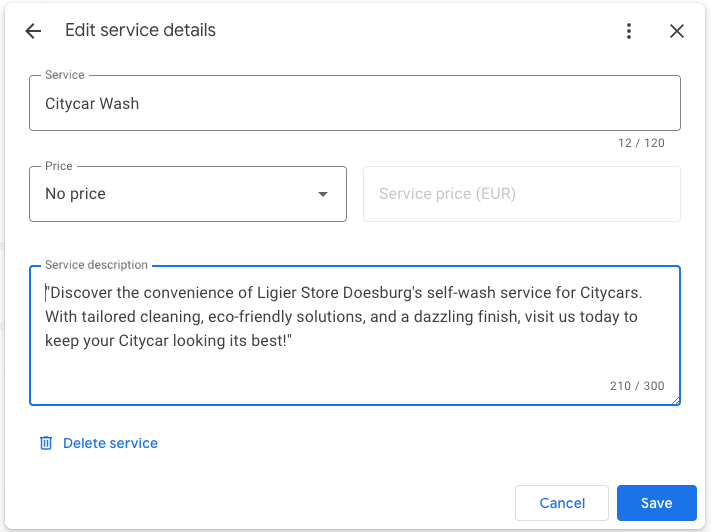 Edit service details
Service
Citycar Wash
12 / 120
Price
No price
Service price (EUR)
Service description
"Discover the convenience of Ligier Store Doesburg's self-wash service for Citycars.
With tailored cleaning, eco-friendly solutions, and a dazzling finish, visit us today to
keep your Citycar looking its best!"
210 / 300
Delete service
Cancel
Save